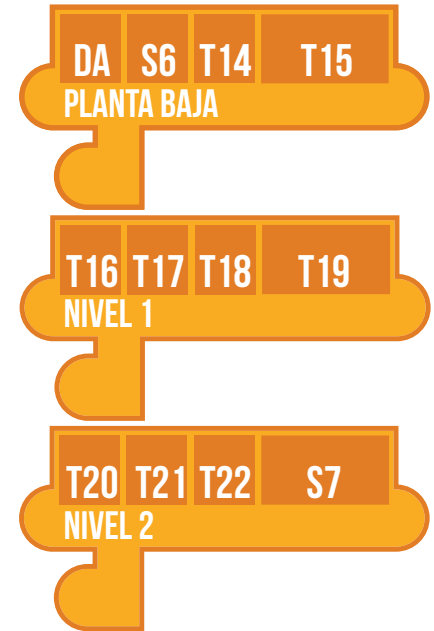 DA S6 T14 T15
PLANTA BAJA
T16 T17 T18 T19
NIVEL 1
T20 T21 T22 S7
NIVEL 2